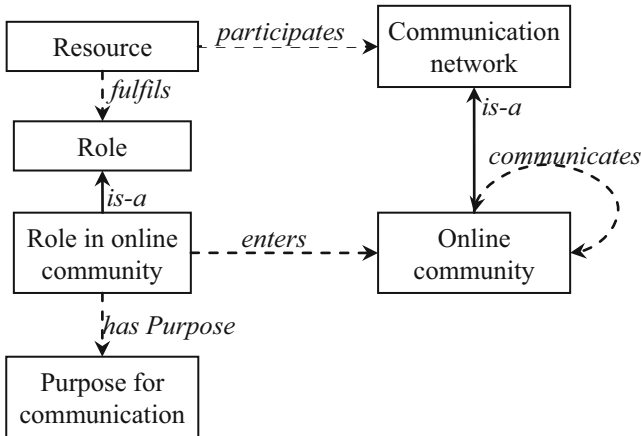 Resource
participates
Communication
network
fulfils
is-a
Role
communicates
is-a
Role in online
community
enters
Online
community
has Purpose
Purpose for
communication